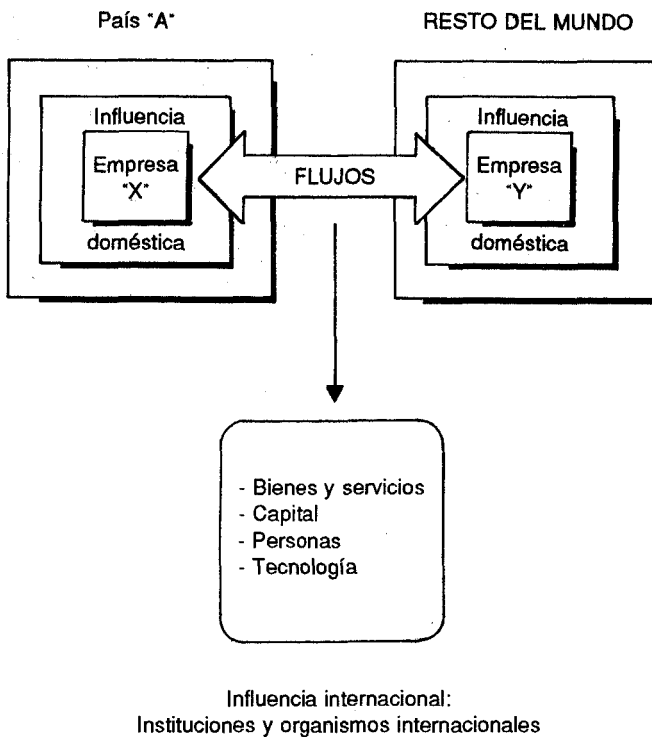 País "A"
RESTO DEL MUNDO
Influencia
Empresa
"X"
doméstica
FLUJOS
Influencia
Empresa
"Y"
doméstica
- Bienes y servicios
- Capital
- Personas
- Tecnología
Influencia internacional:
Instituciones y organismos internacionales